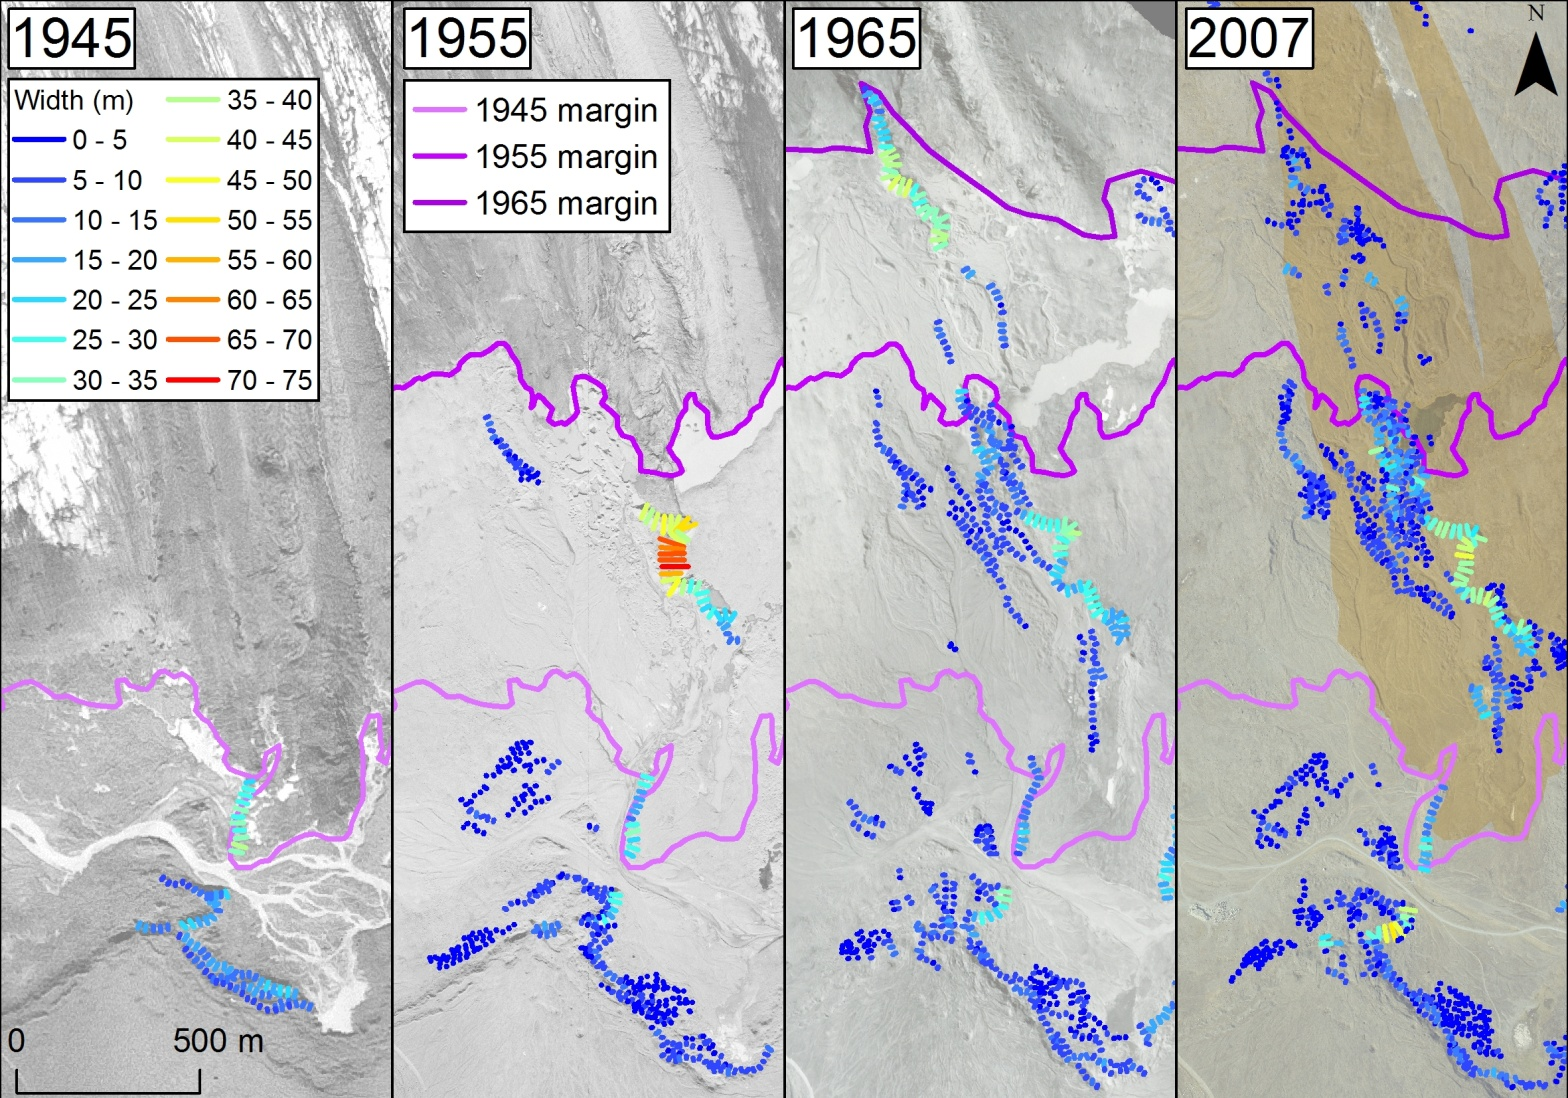 1945
1955
1965
2007
N
Width (m)
0 - 5
5 - 10
10 - 15
15 - 20
20 - 25
25 - 30
30 - 35
35 - 40
40 - 45
45 - 50
50 - 55
55 - 60
60 - 65
65 - 70
70 - 75
1945 margin
1955 margin
1965 margin
0 500 m